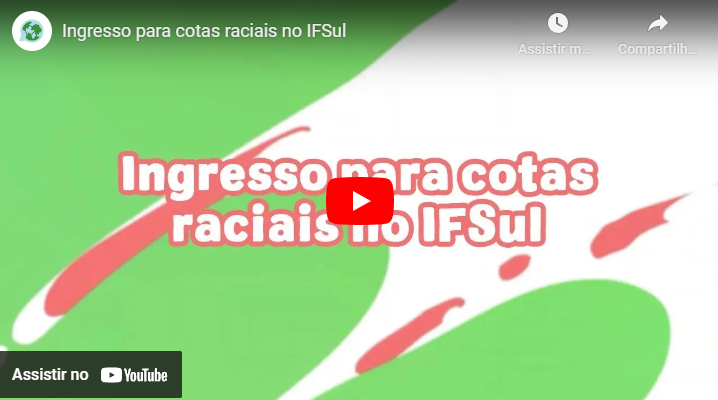 Ingresso para cotas raciais no IFSul
Assistir m...
Compartilh...
Ingresso para cotas
raciais no IFSul
Assistir no YouTube